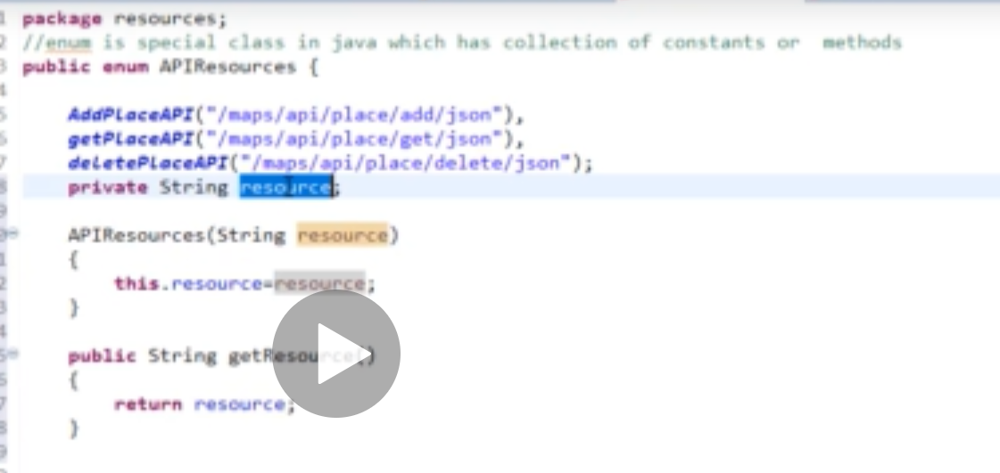 package resources;
//enum is special class in java which has collection of constants or  methods
public enum APIResources {
AddPlaceAPI("/maps/api/place/add/json"),
getPlaceAPI("/maps/api/place/get/json"),
deletePlaceAPI("/maps/api/place/delete/json");
private String resource;
APIResources(String resource)
{
this.resource=resource;
}
public String getResource()
{
return resource;
}